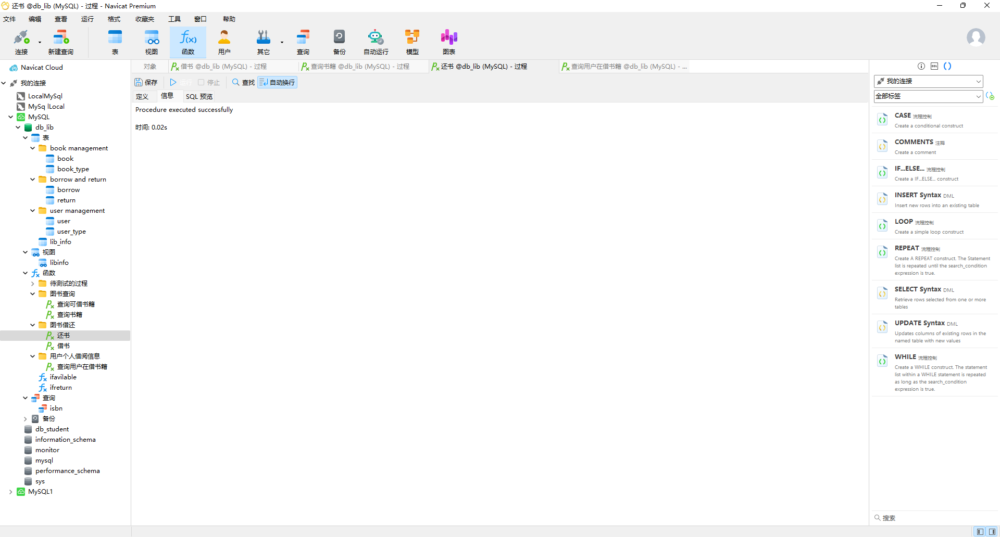 还书 @db_lib (MySQL) - 过程 - Navicat Premium
文件 编辑 查看 运行 格式 收藏夹 工具 窗口 帮助
连接 新建查询 表 视图 函数 用户 其它 查询 备份 自动运行 模型 图表
对象 借书 @db_lib (MySQL) - 过程 查询书籍 @db_lib (MySQL) - 过程 还书 @db_lib (MySQL) - 过程 查询用户在借书籍 @db_lib (MySQL) - ...
保存 运行 停止 查找 自动换行
定义 信息 SQL 预览
Procedure executed successfully
时间: 0.02s
Navicat Cloud
我的连接
LocalMySql
MySq lLocal
MySQL
db_lib
表
book management
book
book_type
borrow and return
borrow
return
user management
user
user_type
lib_info
视图
libinfo
函数
待测试的过程
图书查询
查询可借书籍
查询书籍
图书借还
还书
借书
用户个人借阅信息
查询用户在借书籍
ifavilable
ifreturn
查询
isbn
备份
db_student
information_schema
monitor
mysql
performance_schema
sys
MySQL1
DDL
我的连接
全部标签
CASE 流程控制
Create a conditional construct
COMMENTS 注释
Create a comment
IF...ELSE... 流程控制
Create a IF...ELSE... construct
INSERT Syntax DML
Insert new rows into an existing table
LOOP 流程控制
Create a simple loop construct
REPEAT 流程控制
Create A REPEAT construct. The Statement
list is repeated until the search_condition
expression is true.
SELECT Syntax DML
Retrieve rows selected from one or more
tables
UPDATE Syntax DML
Updates columns of existing rows in the
named table with new values
WHILE 流程控制
Create a WHILE construct. The statement
list within a WHILE statement is repeated
as long as the search_condition
expression is true.
搜索